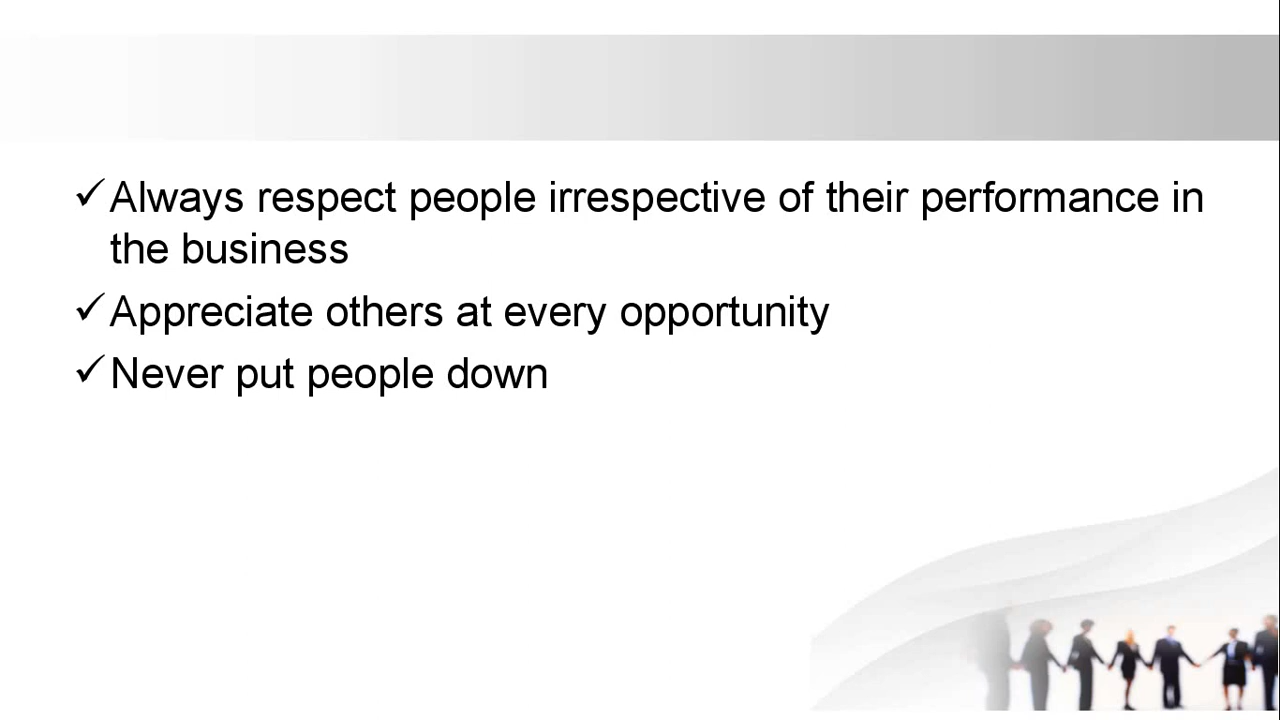 ✓Always respect people irrespective of their performance in
the business
✓Appreciate others at every opportunity
✓Never put people down